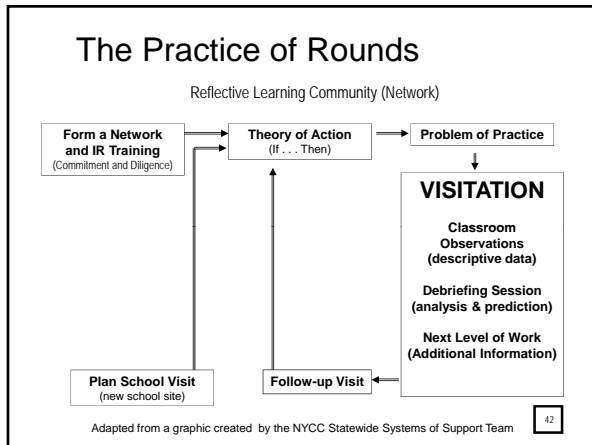 The Practice of Rounds
Reflective Learning Community (Network)
Form a Network
and IR Training
(Commitment and Diligence)
Theory of Action
(If . . . Then)
Problem of Practice
VISITATION
Classroom
Observations
(descriptive data)
Debriefing Session
(analysis & prediction)
Next Level of Work
(Additional Information)
Plan School Visit
(new school site)
Follow-up Visit
Adapted from a graphic created by the NYCC Statewide Systems of Support Team
42